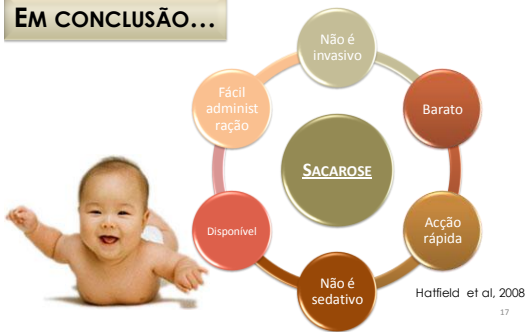 EM CONCLUSÃO...
Não é
invasivo
Barato
Acção
rápida
Não é
sedativo
Disponível
Fácil
administ
ração
SACAROSE
Hatfield et al, 2008
17